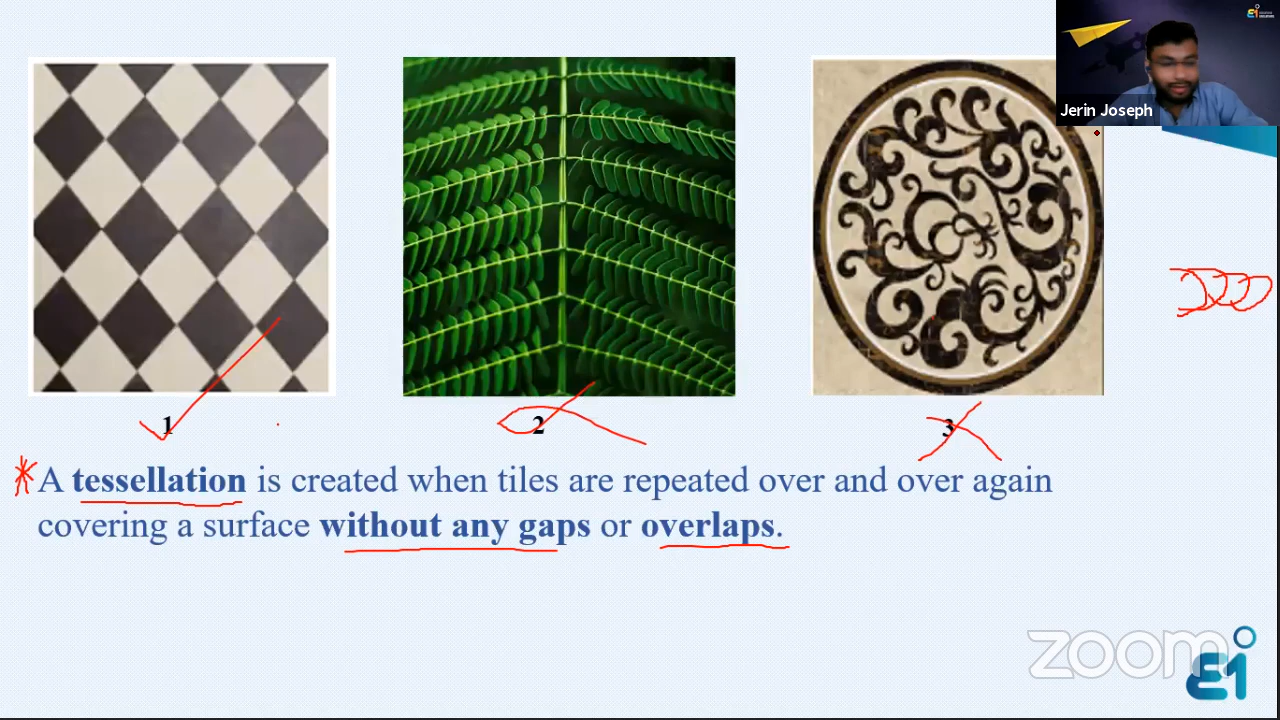 Jerin Joseph
1
2
3
A tessellation is created when tiles are repeated over and over again
covering a surface without any gaps or overlaps.
zoom
Ei